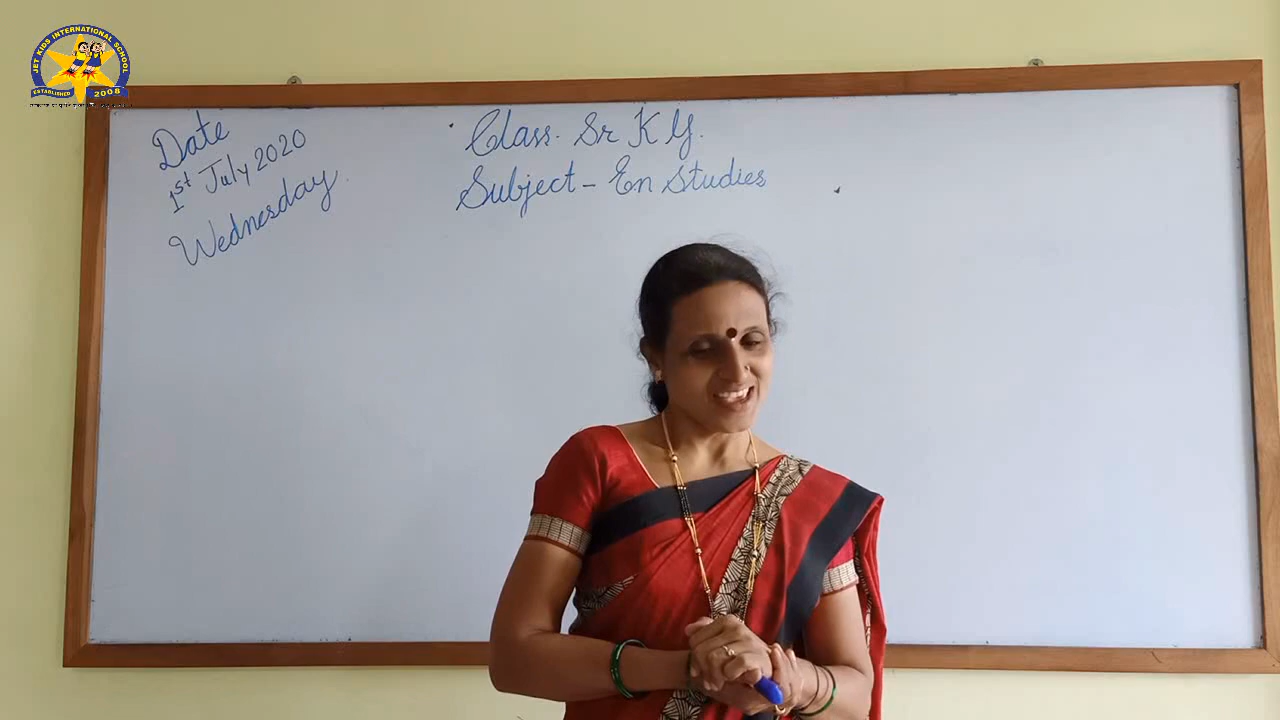 JET KIDS INTERNATIONAL SCHOOL
ESTABLISHED 2008
Date
1st July 2020
Wednesday.
Class. Sr K G.
Subject - En Studies